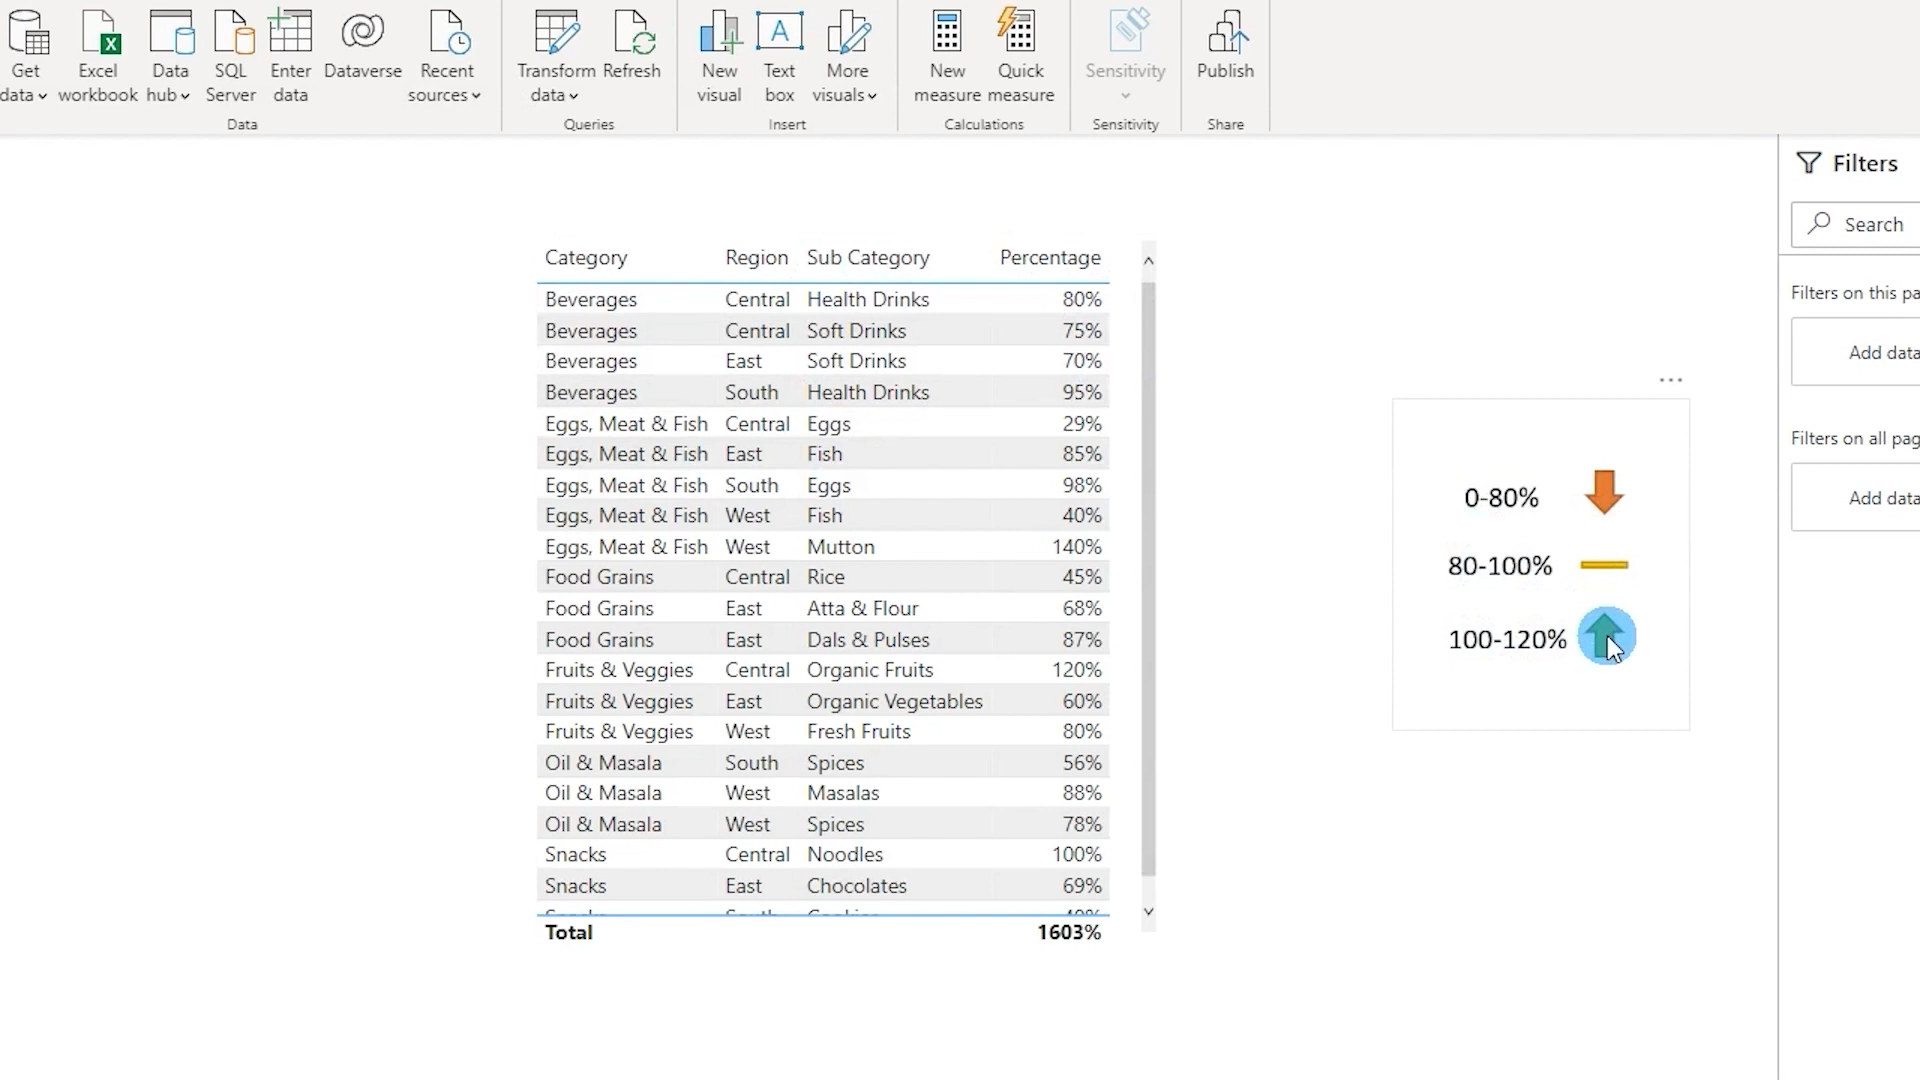 Get data
Excel workbook
Data hub
SQL Server
Enter data
Dataverse
Recent sources
Data
Transform data
Refresh
Queries
New visual
Text box
More visuals
Insert
New measure
Quick measure
Calculations
Sensitivity
Sensitivity
Publish
Share
Category Region Sub Category Percentage
Beverages Central Health Drinks 80%
Beverages Central Soft Drinks 75%
Beverages East Soft Drinks 70%
Beverages South Health Drinks 95%
Eggs, Meat & Fish Central Eggs 29%
Eggs, Meat & Fish East Fish 85%
Eggs, Meat & Fish South Eggs 98%
Eggs, Meat & Fish West Fish 40%
Eggs, Meat & Fish West Mutton 140%
Food Grains Central Rice 45%
Food Grains East Atta & Flour 68%
Food Grains East Dals & Pulses 87%
Fruits & Veggies Central Organic Fruits 120%
Fruits & Veggies East Organic Vegetables 60%
Fruits & Veggies West Fresh Fruits 80%
Oil & Masala South Spices 56%
Oil & Masala West Masalas 88%
Oil & Masala West Spices 78%
Snacks Central Noodles 100%
Snacks East Chocolates 69%
Total 1603%
0-80%
80-100%
100-120%
Filters
Search
Filters on this pa
Add data
Filters on all pag
Add data